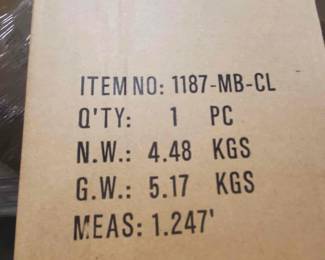 ITEM NO: 1187-MB-CL
Q'TY: 1 PC
N.W.: 4.48 KGS
G.W.: 5.17 KGS
MEAS: 1.247'